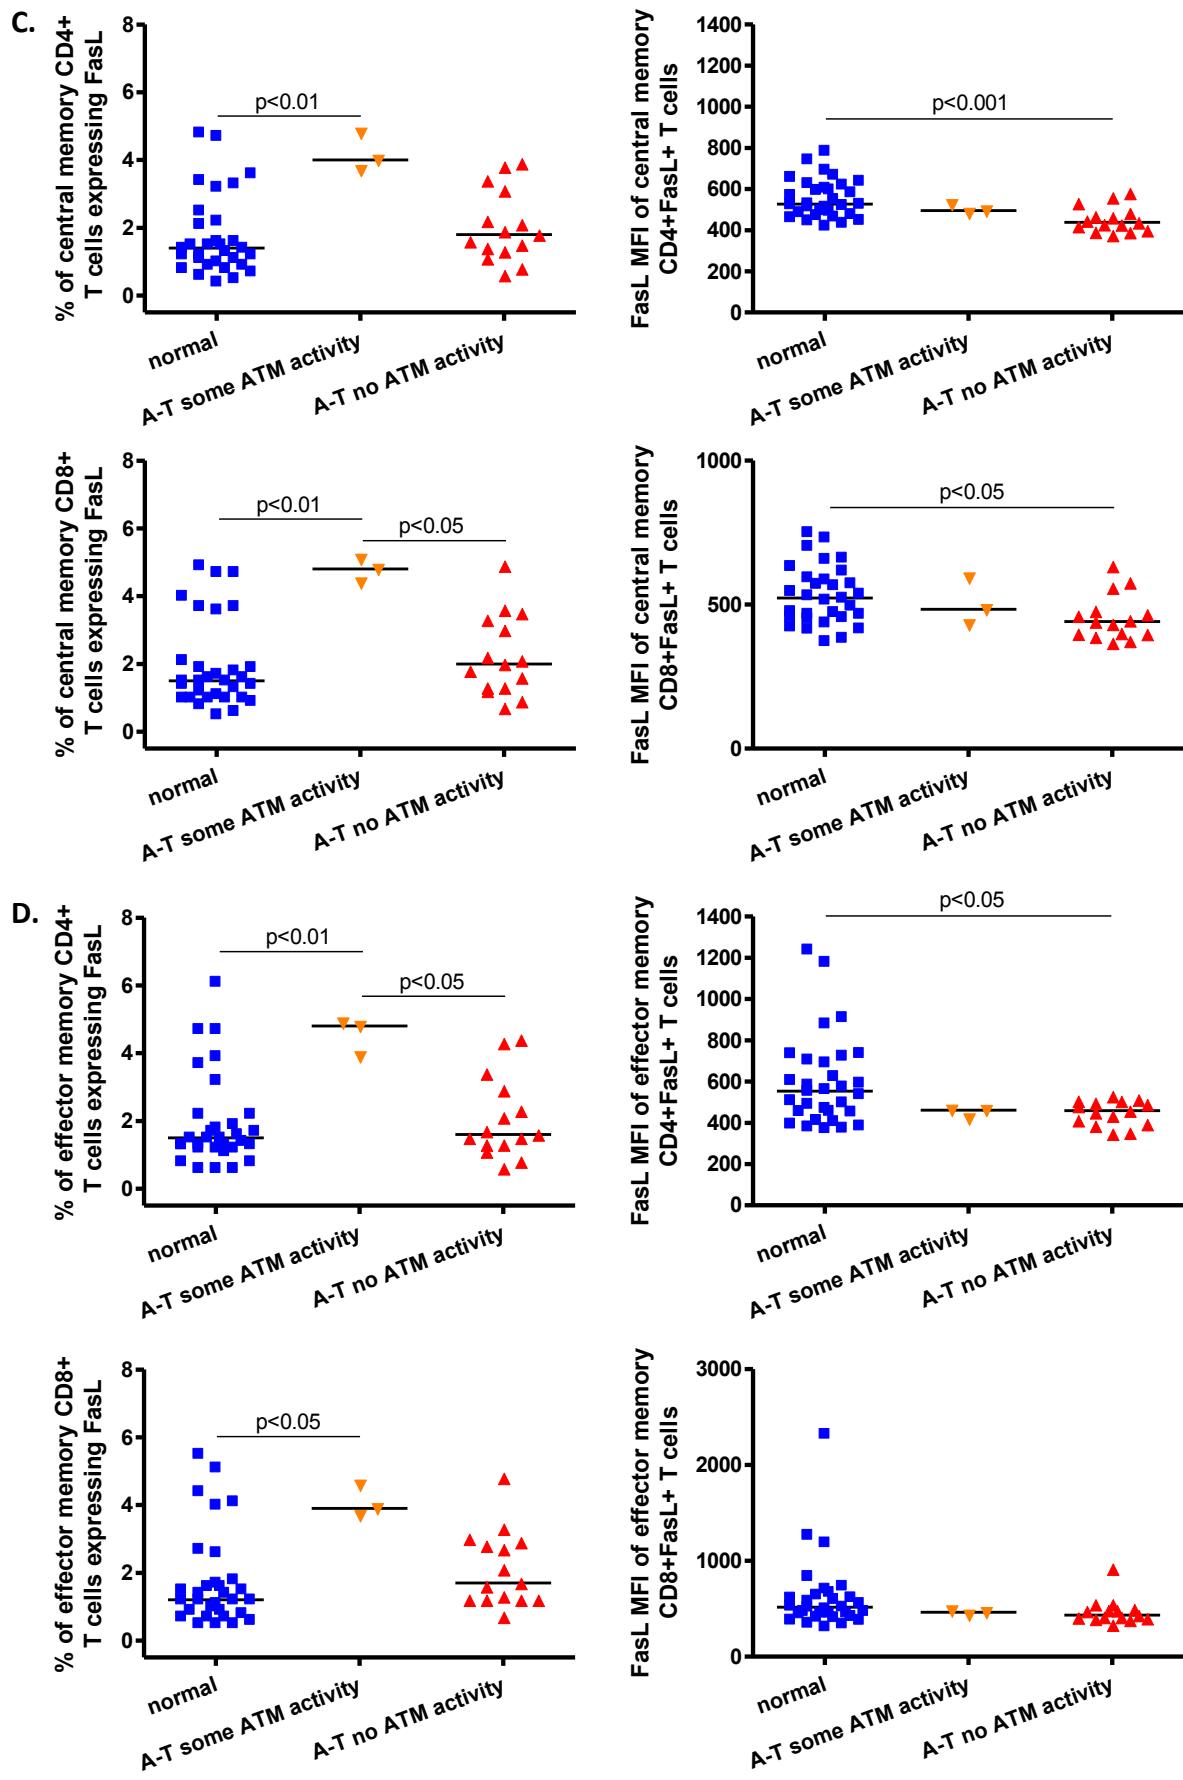 C.
% of central memory CD4+
T cells expressing FasL
8
6
4
2
0
p<0.01
normal
A-T some ATM activity
A-T no ATM activity
FasL MFI of central memory
CD4+FasL+ T cells
1400
1200
1000
800
600
400
200
0
p<0.001
normal
A-T some ATM activity
A-T no ATM activity
% of central memory CD8+
T cells expressing FasL
8
6
4
2
0
p<0.01
p<0.05
normal
A-T some ATM activity
A-T no ATM activity
FasL MFI of central memory
CD8+FasL+ T cells
1000
500
0
p<0.05
normal
A-T some ATM activity
A-T no ATM activity
D.
% of effector memory CD4+
T cells expressing FasL
8
6
4
2
0
p<0.01
p<0.05
normal
A-T some ATM activity
A-T no ATM activity
FasL MFI of effector memory
CD4+FasL+ T cells
1400
1200
1000
800
600
400
200
0
p<0.05
normal
A-T some ATM activity
A-T no ATM activity
% of effector memory CD8+
T cells expressing FasL
8
6
4
2
0
p<0.05
normal
A-T some ATM activity
A-T no ATM activity
FasL MFI of effector memory
CD8+FasL+ T cells
3000
2000
1000
0
normal
A-T some ATM activity
A-T no ATM activity